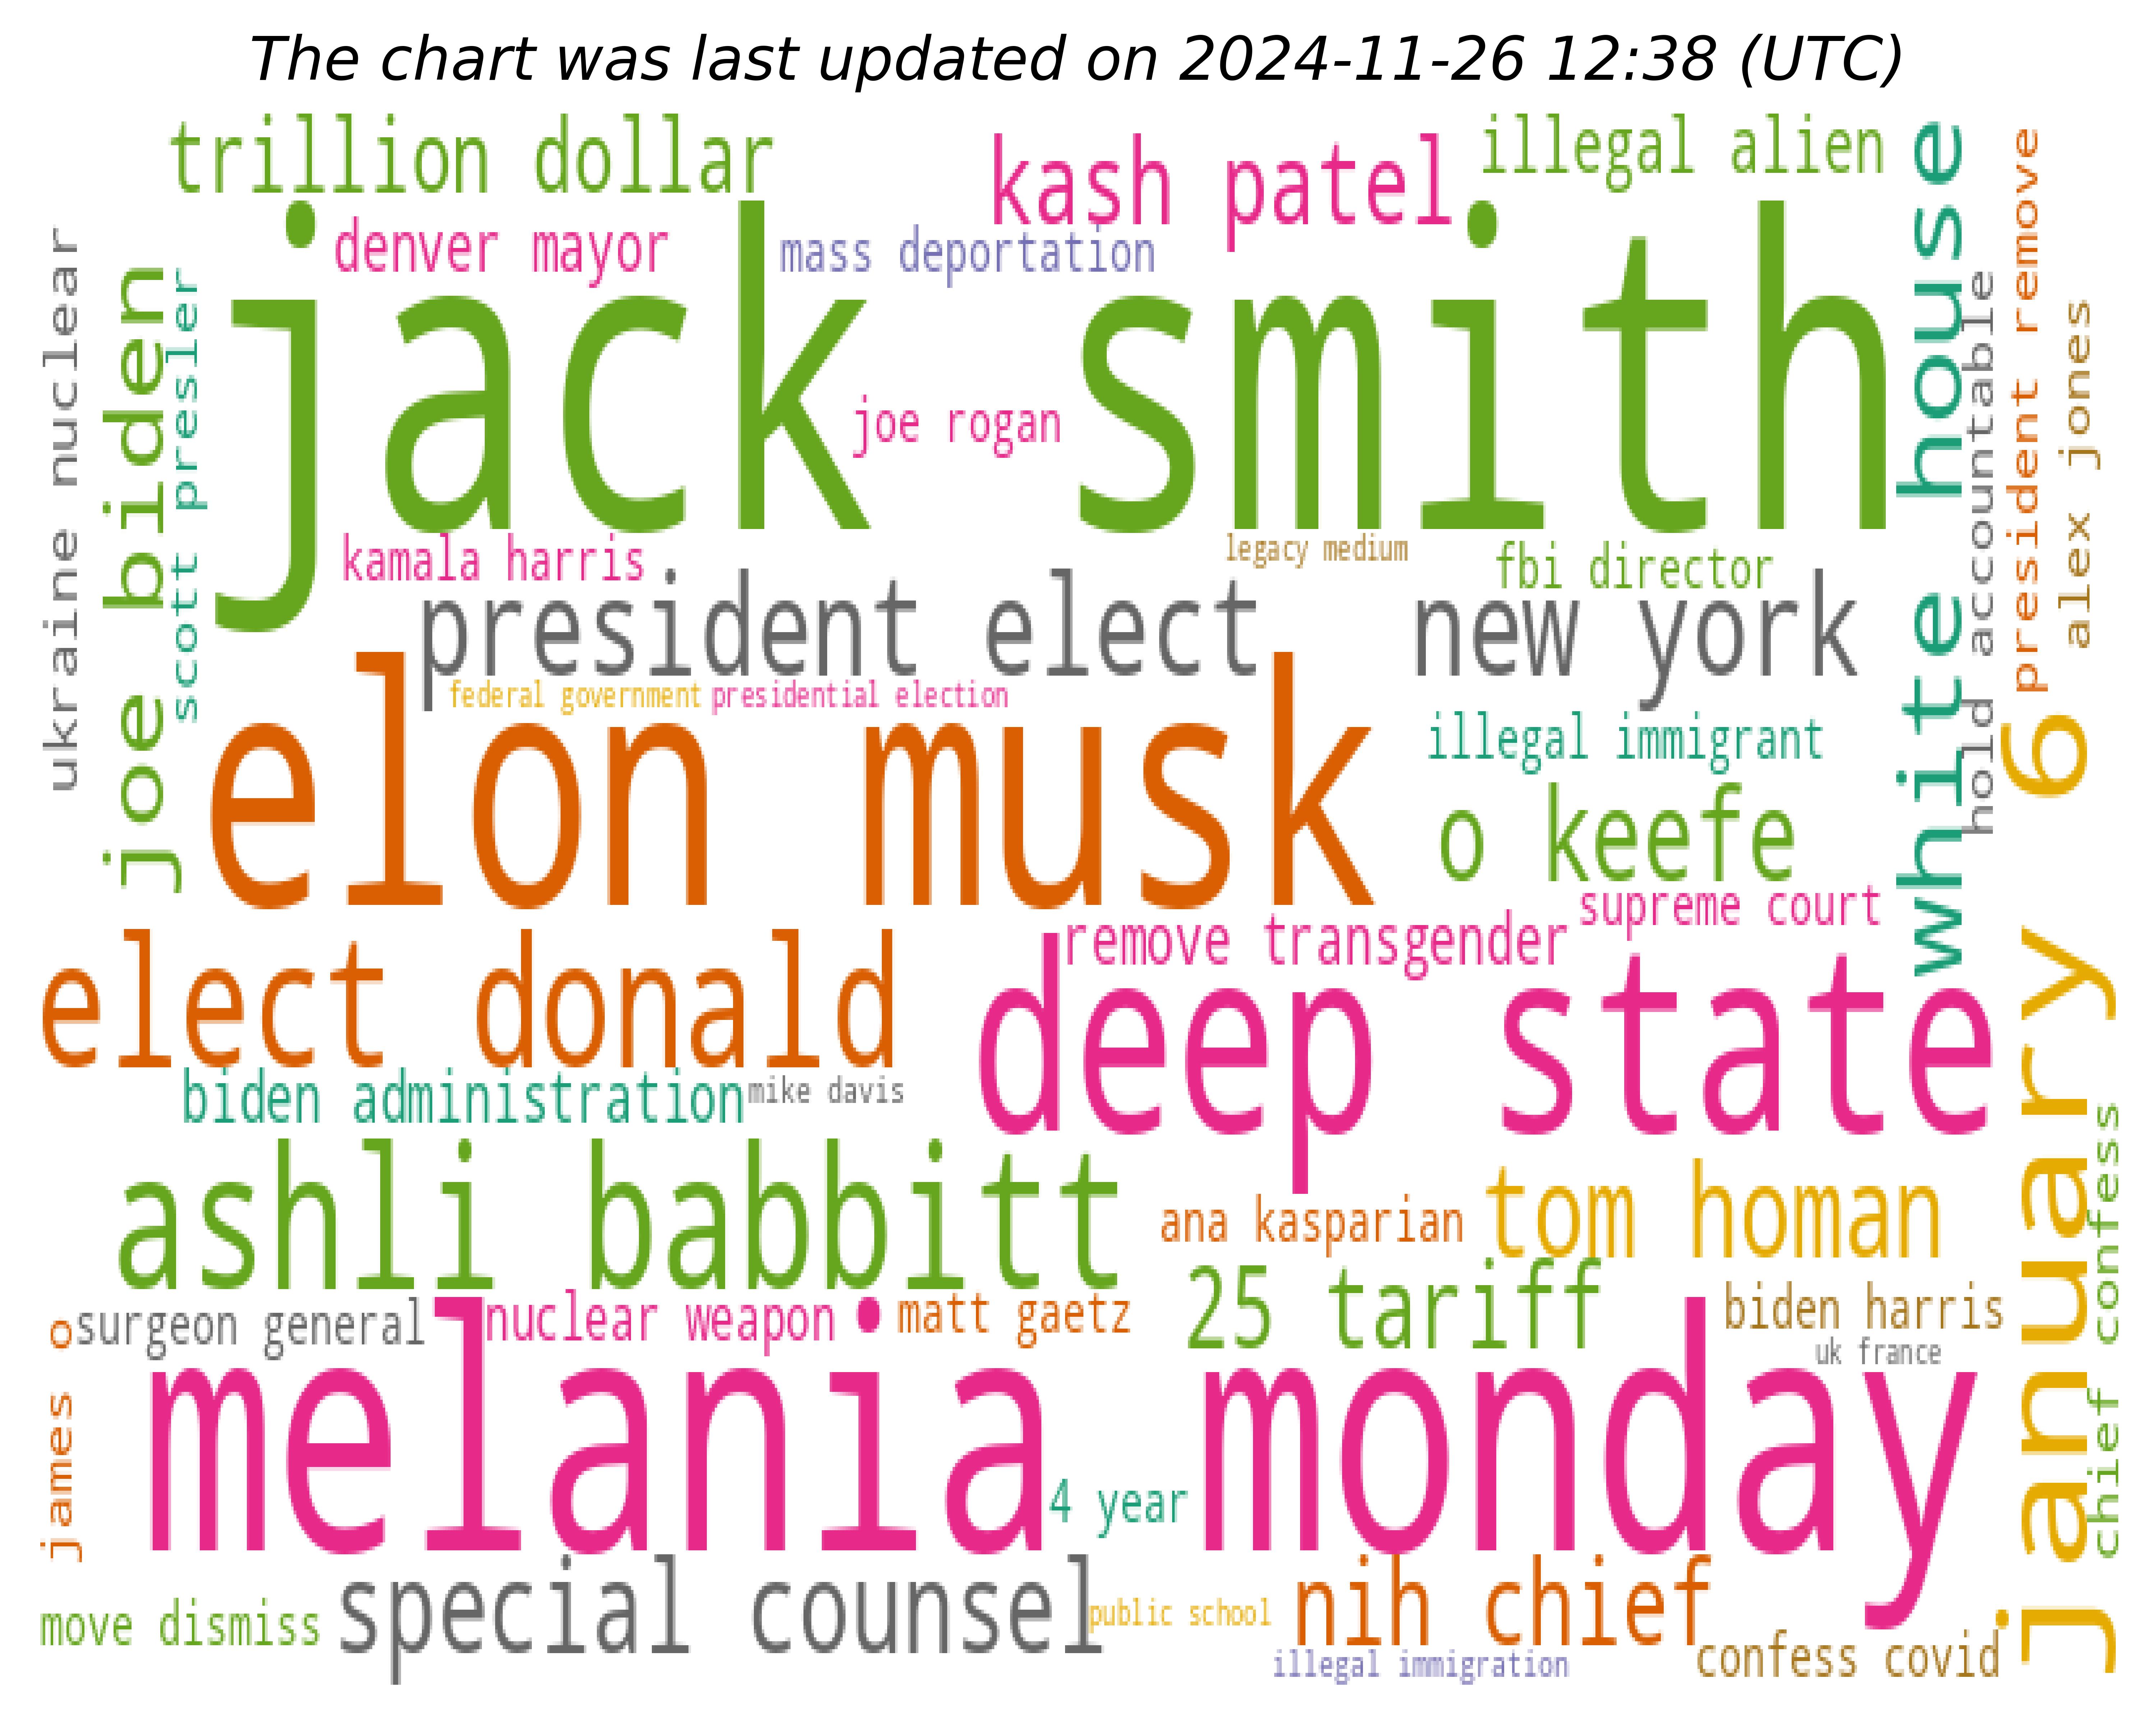 The chart was last updated on 2024-11-26 12:38 (UTC)
trillion dollar
kash patel
illegal alien
denver mayor
mass deportation
jack smith
joe rogan
white house
president remove
hold accountable
alex jones
ukraine nuclear
joe biden
scott presler
kamala harris
legacy medium
fbi director
president elect
new york
federal government
presidential election
elon musk
illegal immigrant
o keefe
supreme court
remove transgender
elect donald
deep state
january 6
biden administration
mike davis
ashli babbitt
ana kasparian
tom homan
chief confess
surgeon general
nuclear weapon
matt gaetz
25 tariff
biden harris
uk france
james o
melania monday
4 year
move dismiss
special counsel
public school
nih chief
illegal immigration
confess covid